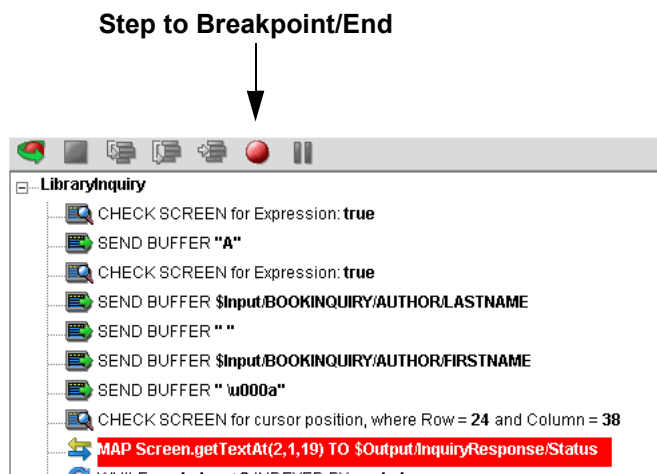 Step to Breakpoint/End
LibraryInquiry
CHECK SCREEN for Expression: true
SEND BUFFER "A"
CHECK SCREEN for Expression: true
SEND BUFFER $Input/BOOKINQUIRY/AUTHOR/LASTNAME
SEND BUFFER " "
SEND BUFFER $Input/BOOKINQUIRY/AUTHOR/FIRSTNAME
SEND BUFFER " \u000a"
CHECK SCREEN for cursor position, where Row = 24 and Column = 38
MAP Screen.getTextAt(2,1,19) TO $Output/InquiryResponse/Status